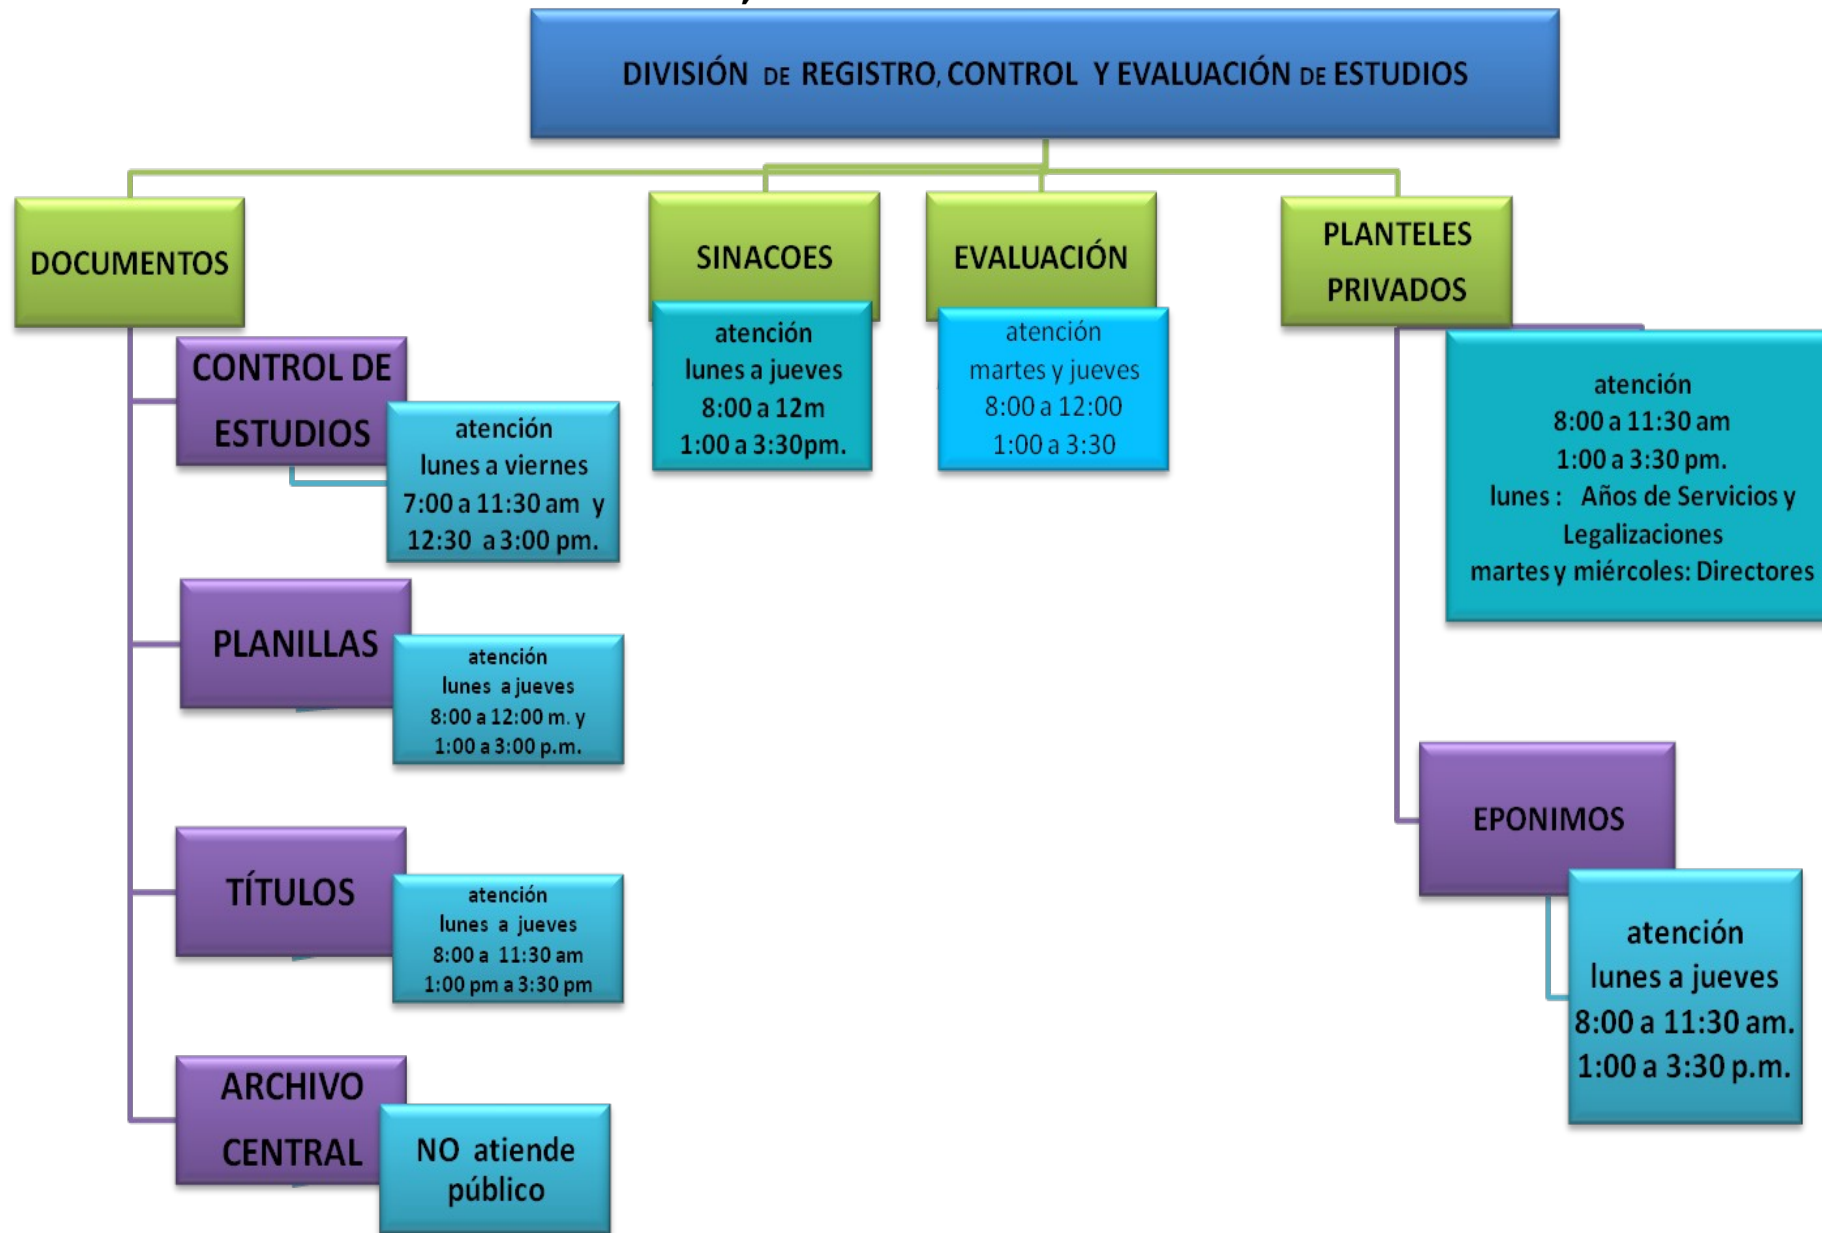 DIVISIÓN DE REGISTRO, CONTROL Y EVALUACIÓN DE ESTUDIOS
DOCUMENTOS
CONTROL DE
ESTUDIOS
atención
lunes a viernes
7:00 a 11:30 am y
12:30 a 3:00 pm.
PLANILLAS
atención
lunes a jueves
8:00 a 12:00 m. y
1:00 a 3:00 p.m.
TÍTULOS
atención
lunes a jueves
8:00 a 11:30 am
1:00 pm a 3:30 pm
ARCHIVO
CENTRAL
NO atiende
público
SINACOES
atención
lunes a jueves
8:00 a 12m
1:00 a 3:30pm.
EVALUACIÓN
atención
martes y jueves
8:00 a 12:00
1:00 a 3:30
PLANTELES
PRIVADOS
atención
8:00 a 11:30 am
1:00 a 3:30 pm.
lunes : Años de Servicios y
Legalizaciones
martes y miércoles: Directores
EPONIMOS
atención
lunes a jueves
8:00 a 11:30 am.
1:00 a 3:30 p.m.